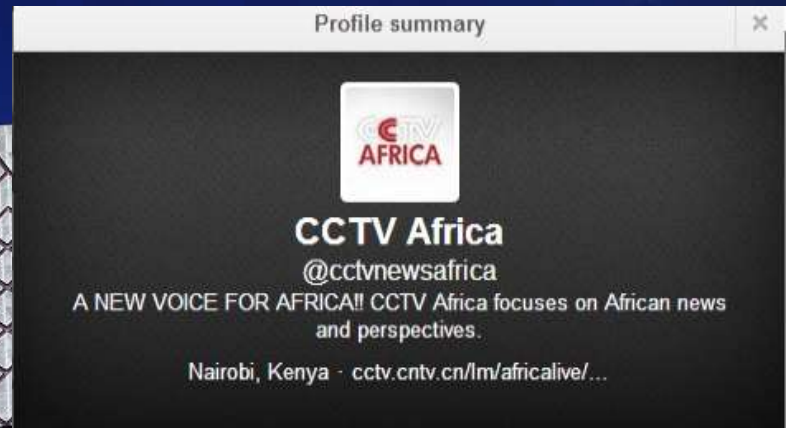 Profile summary
×
CCTV
AFRICA
CCTV Africa
@cctvnewsafrica
A NEW VOICE FOR AFRICA!! CCTV Africa focuses on African news
and perspectives.
Nairobi, Kenya · cctv.cntv.cn/lm/africalive/...